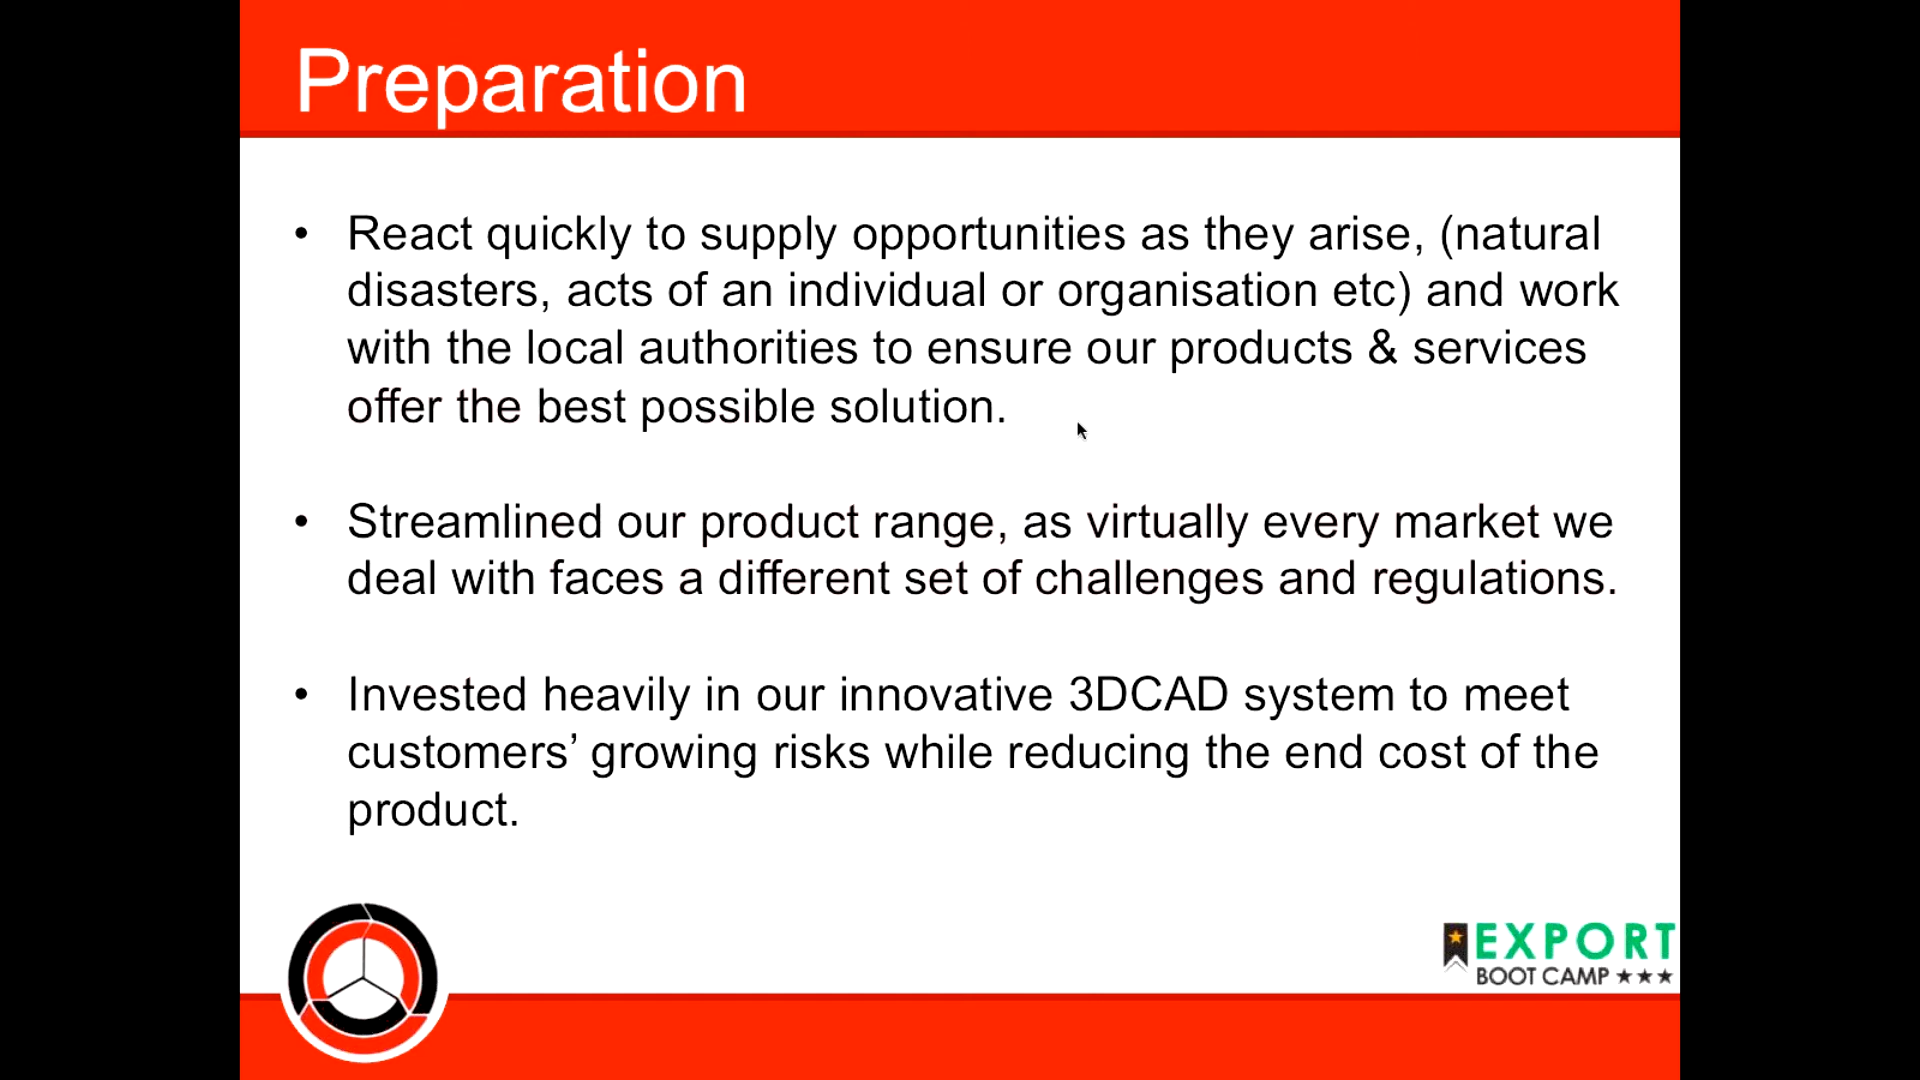 Preparation
• React quickly to supply opportunities as they arise, (natural
disasters, acts of an individual or organisation etc) and work
with the local authorities to ensure our products & services
offer the best possible solution.
• Streamlined our product range, as virtually every market we
deal with faces a different set of challenges and regulations.
• Invested heavily in our innovative 3DCAD system to meet
customers’ growing risks while reducing the end cost of the
product.
EXPORT
BOOT CAMP ★★★